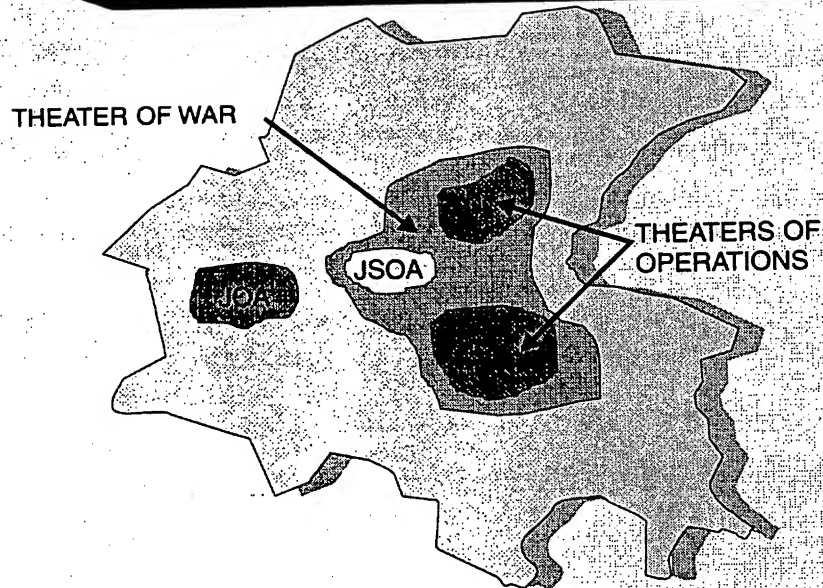 THEATER OF WAR
THEATERS OF
OPERATIONS
JSOA
JOA